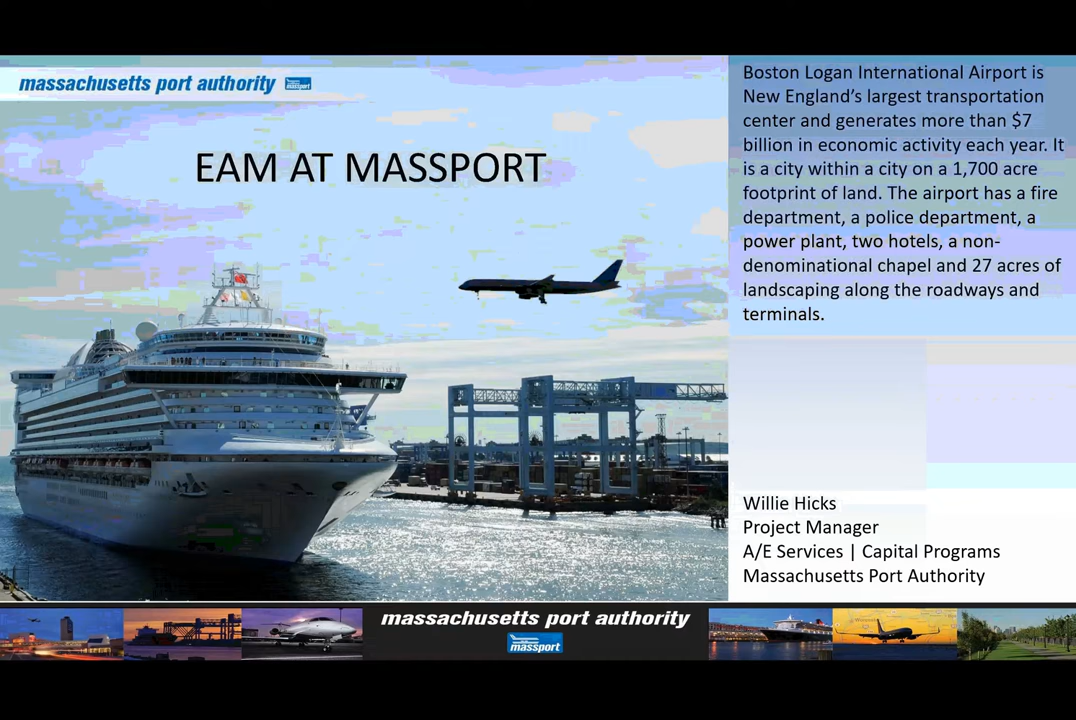 massachusetts port authority
massport
EAM AT MASSPORT
Boston Logan International Airport is
New England’s largest transportation
center and generates more than $7
billion in economic activity each year. It
is a city within a city on a 1,700 acre
footprint of land. The airport has a fire
department, a police department, a
power plant, two hotels, a non-
denominational chapel and 27 acres of
landscaping along the roadways and
terminals.
Willie Hicks
Project Manager
A/E Services | Capital Programs
Massachusetts Port Authority
massachusetts port authority
massport